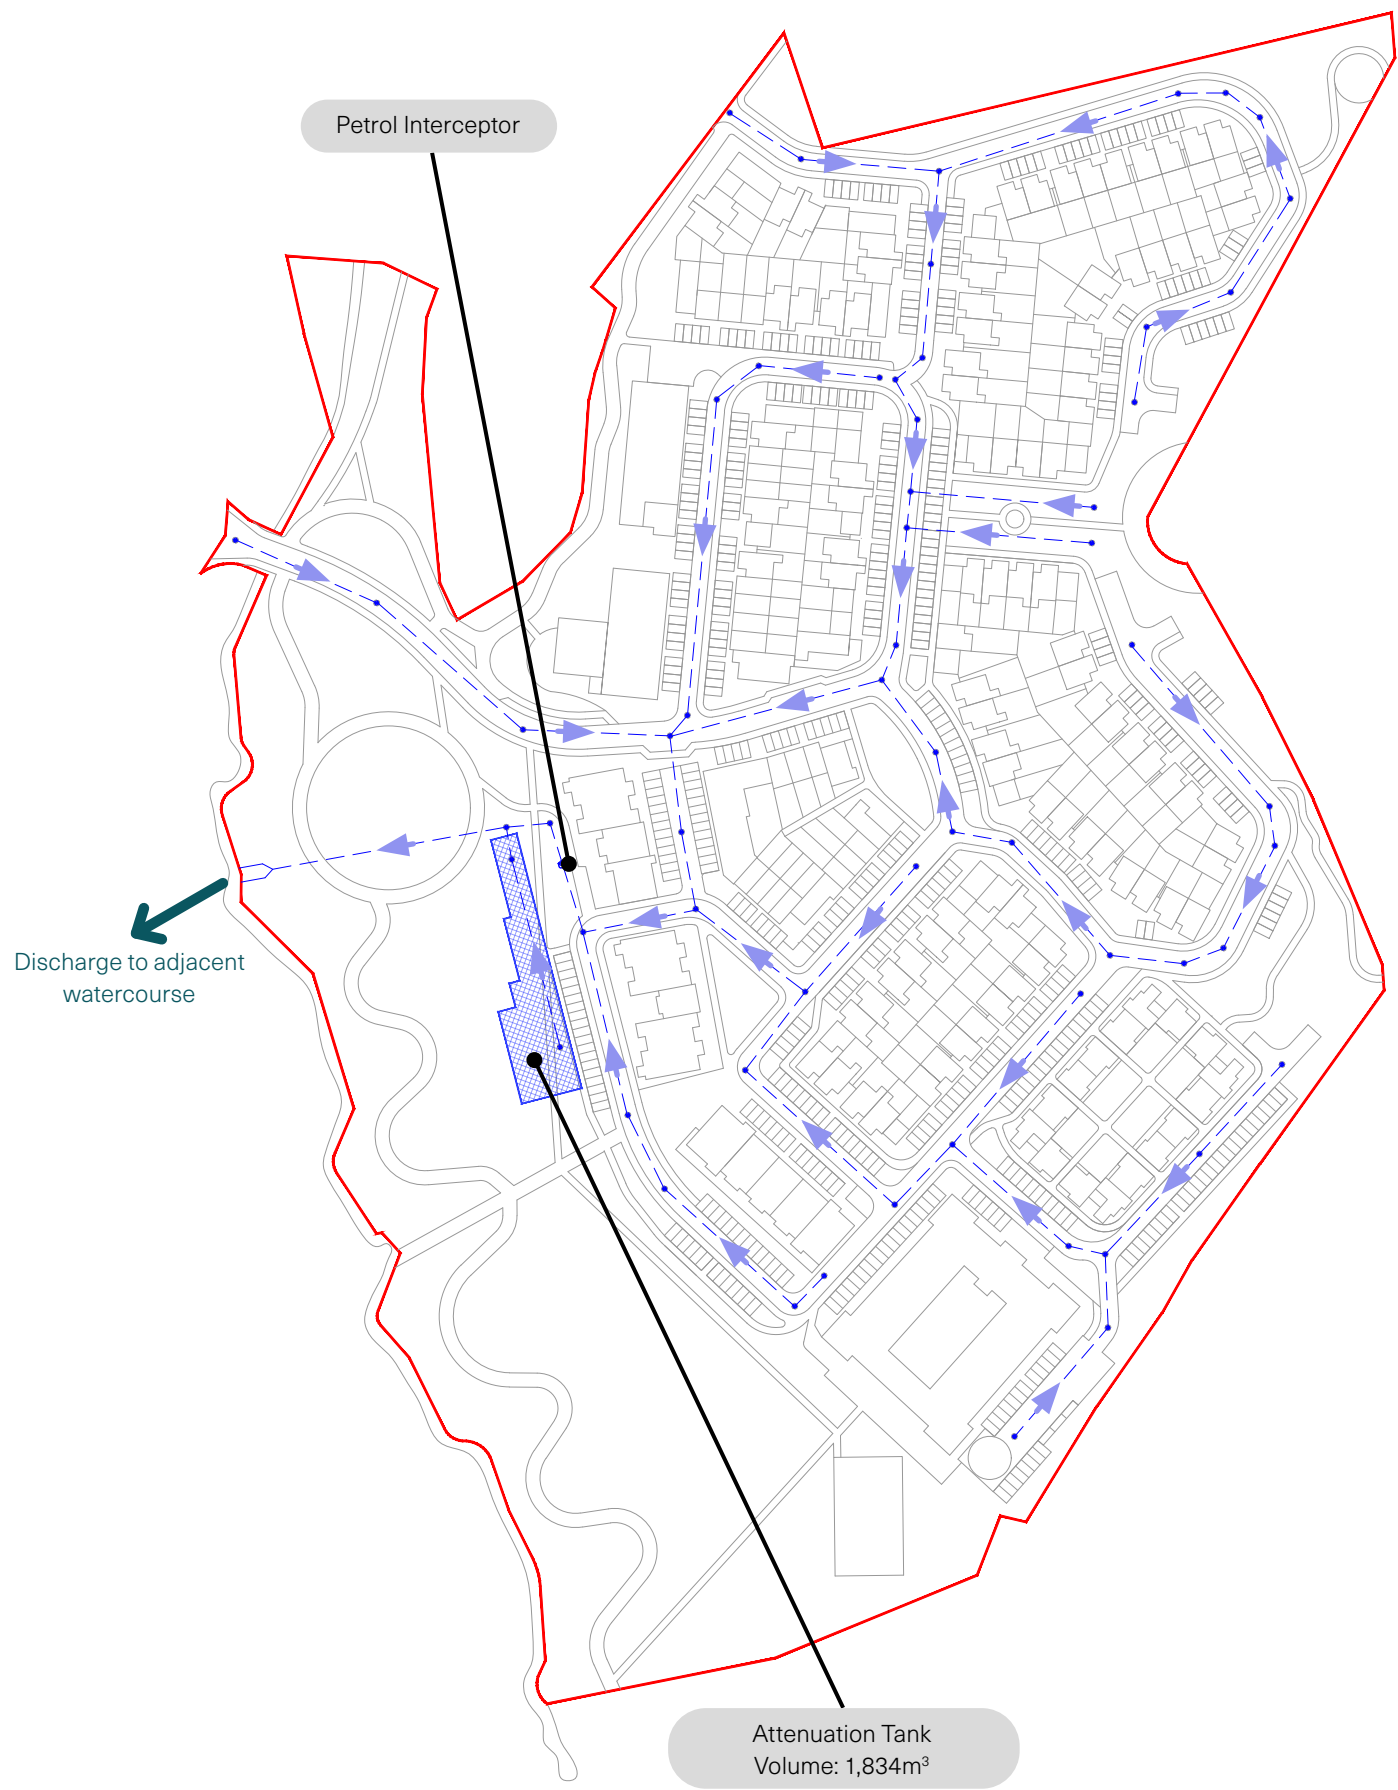 Petrol Interceptor
Discharge to adjacent
watercourse
Attenuation Tank
Volume: 1,834m³